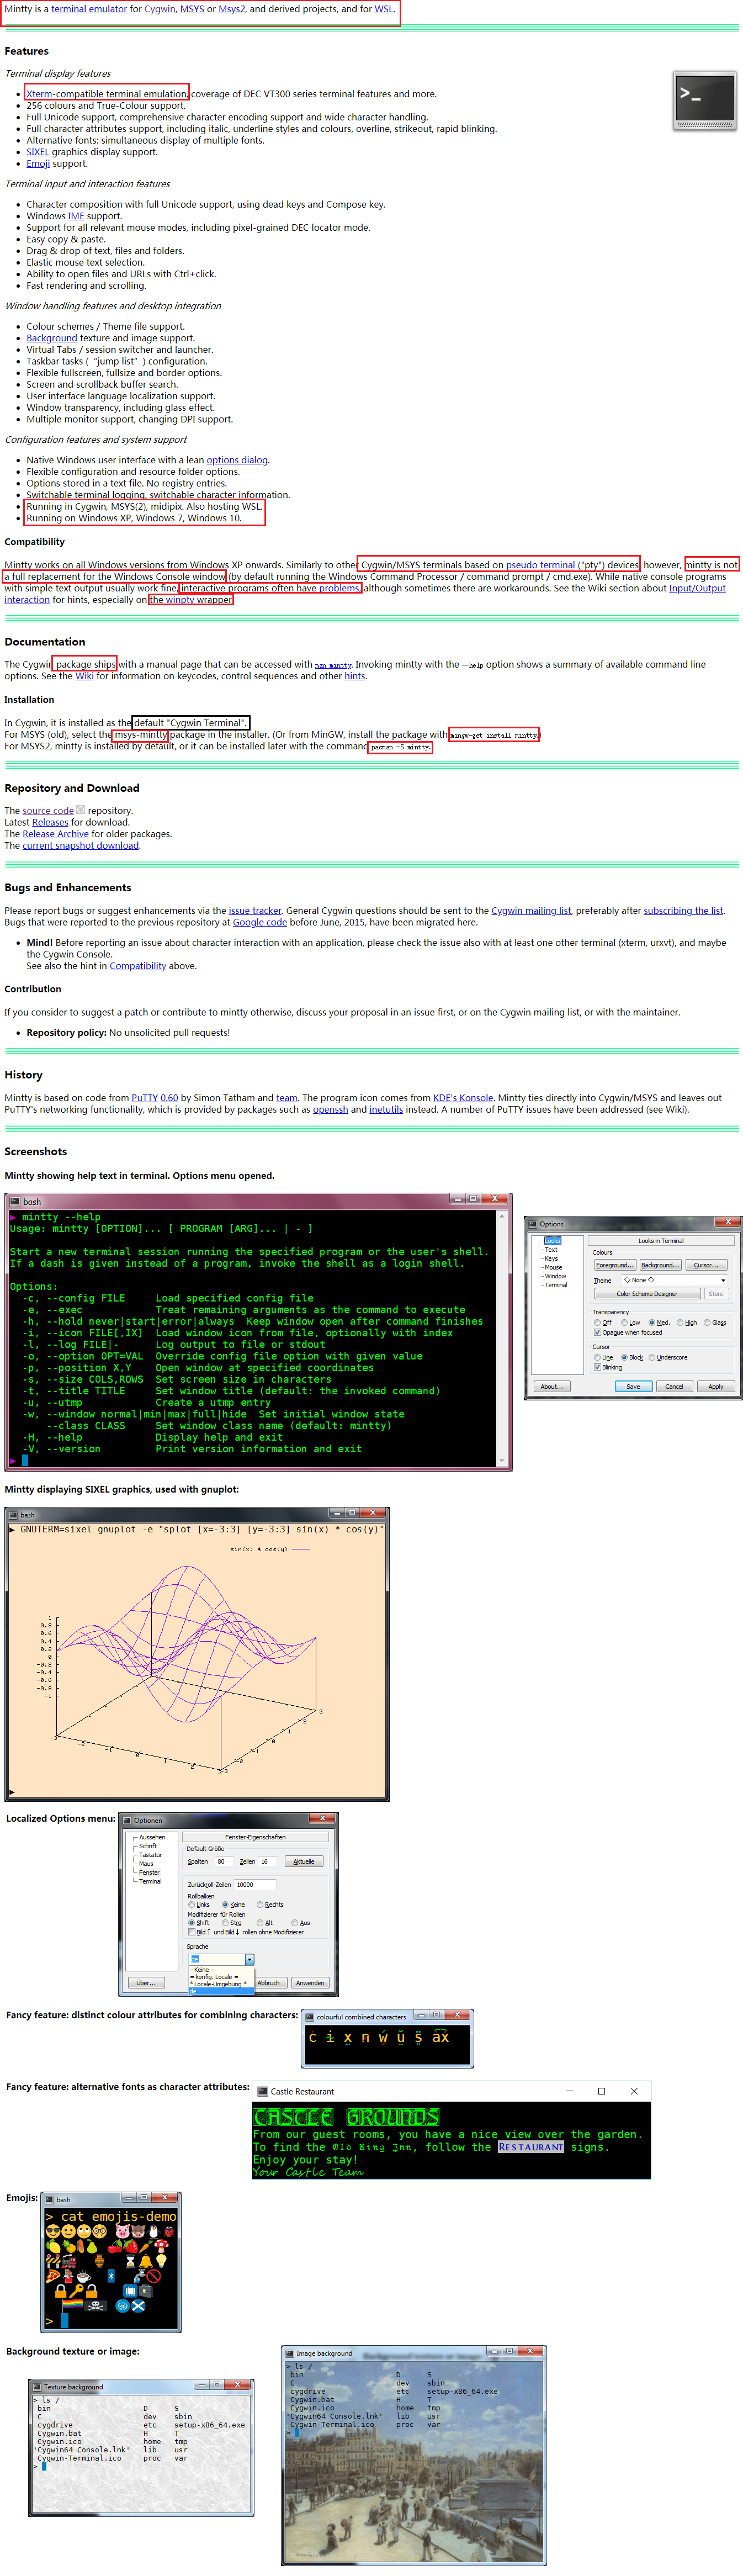 Mintty is a terminal emulator for Cygwin, MSYS or Msys2, and derived projects, and for WSL.
Features
Terminal display features
• Xterm-compatible terminal emulation, coverage of DEC VT300 series terminal features and more.
• 256 colours and True-Colour support.
• Full Unicode support, comprehensive character encoding support and wide character handling.
• Full character attributes support, including italic, underline styles and colours, overline, strikeout, rapid blinking.
• Alternative fonts: simultaneous display of multiple fonts.
• SIXEL graphics display support.
• Emoji support.
Terminal input and interaction features
• Character composition with full Unicode support, using dead keys and Compose key.
• Windows IME support.
• Support for all relevant mouse modes, including pixel-grained DEC locator mode.
• Easy copy & paste.
• Drag & drop of text, files and folders.
• Elastic mouse text selection.
• Ability to open files and URLs with Ctrl+click.
• Fast rendering and scrolling.
Window handling features and desktop integration
• Colour schemes / Theme file support.
• Background texture and image support.
• Virtual Tabs / session switcher and launcher.
• Taskbar tasks (“jump list”) configuration.
• Flexible fullscreen, fullsize and border options.
• Screen and scrollback buffer search.
• User interface language localization support.
• Window transparency, including glass effect.
• Multiple monitor support, changing DPI support.
Configuration features and system support
• Native Windows user interface with a lean options dialog.
• Flexible configuration and resource folder options.
• Options stored in a text file. No registry entries.
• Switchable terminal logging, switchable character information.
• Running in Cygwin, MSYS(2), midipix. Also hosting WSL.
• Running on Windows XP, Windows 7, Windows 10.
Compatibility
Mintty works on all Windows versions from Windows XP onwards. Similarly to other Cygwin/MSYS terminals based on pseudo terminal ("pty") devices, however, mintty is not
a full replacement for the Windows Console window (by default running the Windows Command Processor / command prompt / cmd.exe). While native console programs
with simple text output usually work fine, interactive programs often have problems, although sometimes there are workarounds. See the Wiki section about Input/Output
interaction for hints, especially on the winpty wrapper.
Documentation
The Cygwin package ships with a manual page that can be accessed with man mintty. Invoking mintty with the --help option shows a summary of available command line
options. See the Wiki for information on keycodes, control sequences and other hints.
Installation
In Cygwin, it is installed as the default "Cygwin Terminal".
For MSYS (old), select the msys-mintty package in the installer. (Or from MinGW, install the package with mingw-get install mintty.)
For MSYS2, mintty is installed by default, or it can be installed later with the command pacman -S mintty.
Repository and Download
The source code repository.
Latest Releases for download.
The Release Archive for older packages.
The current snapshot download.
Bugs and Enhancements
Please report bugs or suggest enhancements via the issue tracker. General Cygwin questions should be sent to the Cygwin mailing list, preferably after subscribing the list.
Bugs that were reported to the previous repository at Google code before June, 2015, have been migrated here.
• Mind! Before reporting an issue about character interaction with an application, please check the issue also with at least one other terminal (xterm, urxvt), and maybe
the Cygwin Console.
See also the hint in Compatibility above.
Contribution
If you consider to suggest a patch or contribute to mintty otherwise, discuss your proposal in an issue first, or on the Cygwin mailing list, or with the maintainer.
• Repository policy: No unsolicited pull requests!
History
Mintty is based on code from PuTTY 0.60 by Simon Tatham and team. The program icon comes from KDE's Konsole. Mintty ties directly into Cygwin/MSYS and leaves out
PuTTY's networking functionality, which is provided by packages such as openssh and inetutils instead. A number of PuTTY issues have been addressed (see Wiki).
Screenshots
Mintty showing help text in terminal. Options menu opened.
bash
mintty --help
Usage: mintty [OPTION]... [ PROGRAM [ARG]... | - ]
Start a new terminal session running the specified program or the user's shell.
If a dash is given instead of a program, invoke the shell as a login shell.
Options:
-c, --config FILE Load specified config file
-e, --exec Treat remaining arguments as the command to execute
-h, --hold never|start|error|always Keep window open after command finishes
-i, --icon FILE[,IX] Load window icon from file, optionally with index
-l, --log FILE|- Log output to file or stdout
-o, --option OPT=VAL Override config file option with given value
-p, --position X,Y Open window at specified coordinates
-s, --size COLS,ROWS Set screen size in characters
-t, --title TITLE Set window title (default: the invoked command)
-u, --utmp Create a utmp entry
-w, --window normal|min|max|full|hide Set initial window state
--class CLASS Set window class name (default: mintty)
-H, --help Display help and exit
-V, --version Print version information and exit
Options
Looks
Text
Keys
Mouse
Window
Terminal
Looks in Terminal
Colours
Foreground... Background... Cursor...
Theme ◇ None ◇
Color Scheme Designer Store
Transparency
Off Low Med. High Glass
Opaque when focused
Cursor
Line Block Underscore
Blinking
About... Save Cancel Apply
Mintty displaying SIXEL graphics, used with gnuplot:
bash
GNUTERM=sixel gnuplot -e "splot [x=-3:3] [y=-3:3] sin(x) * cos(y)"
sin(x) * cos(y)
1
0.8
0.6
0.4
0.2
0
-0.2
-0.4
-0.6
-0.8
-1
-3 -2 -1 0 1 2 3
-3 -2 -1 0 1 2 3
Localized Options menu:
Optionen
Aussehen
Schrift
Tastatur
Maus
Fenster
Terminal
Fenster-Eigenschaften
Default-Größe
Spalten 80 Zeilen 16 Aktuelle
Zurückroll-Zeilen 10000
Rollbalken
Links Keine Rechts
Modifizierer für Rollen
Shift Strg Alt Aus
Bild↑ und Bild↓ rollen ohne Modifizierer
Sprache
de
– Keine –
= konfig. Locale =
* Locale-Umgebung *
de
Über... Abbruch Anwenden
Fancy feature: distinct colour attributes for combining characters:
colourful combined characters
Fancy feature: alternative fonts as character attributes:
Castle Restaurant
CASTLE GROUNDS
From our guest rooms, you have a nice view over the garden.
To find the Old King Inn, follow the RESTAURANT signs.
Enjoy your stay!
Your Castle Team
Emojis:
bash
> cat emojis-demo
>
Background texture or image:
Texture background
> ls /
bin D S
C dev sbin
cygdrive etc setup-x86_64.exe
Cygwin.bat H T
Cygwin.ico home tmp
'Cygwin64 Console.lnk' lib usr
Cygwin-Terminal.ico proc var
>
Image background
> ls /
bin D S
C dev sbin
cygdrive etc setup-x86_64.exe
Cygwin.bat H T
Cygwin.ico home tmp
'Cygwin64 Console.lnk' lib usr
Cygwin-Terminal.ico proc var
>